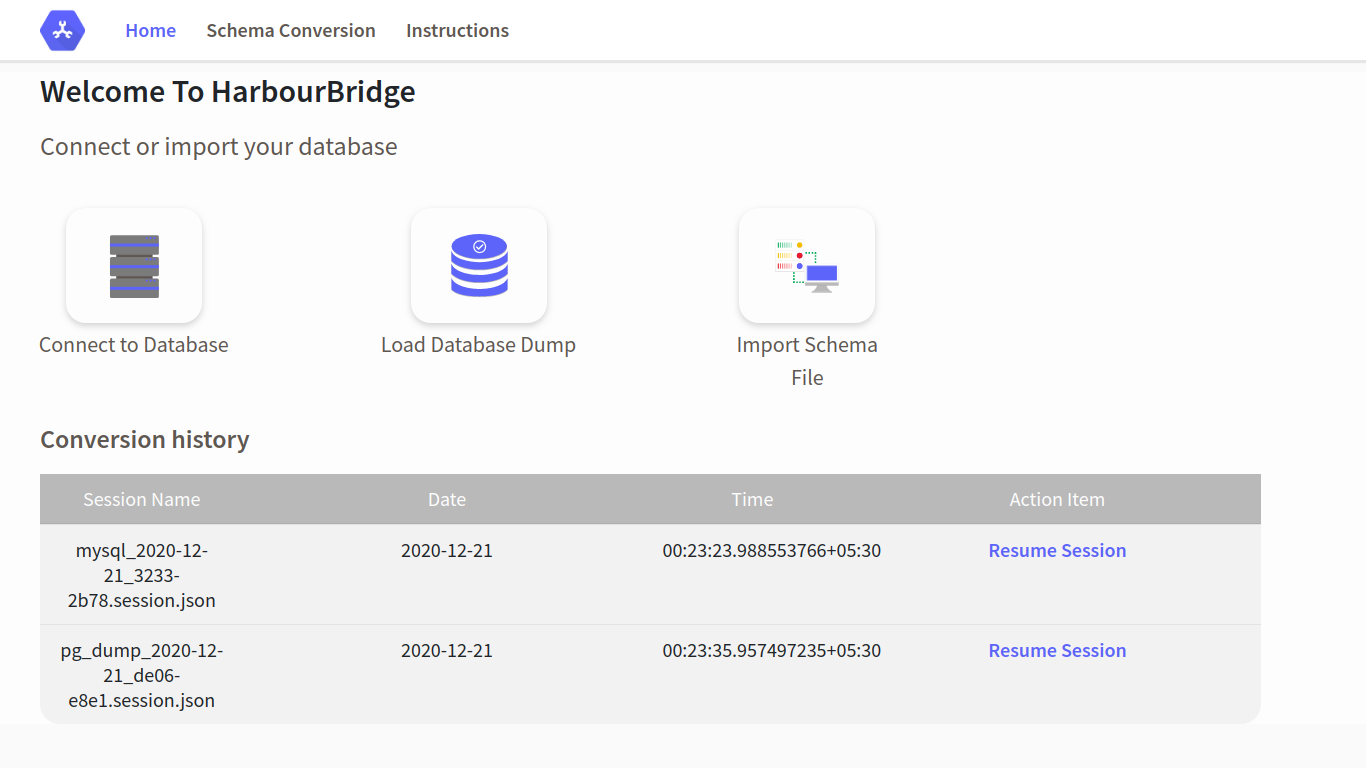 Home Schema Conversion Instructions
Welcome To HarbourBridge
Connect or import your database
Connect to Database Load Database Dump Import Schema
File
Conversion history
Session Name Date Time Action Item
mysql_2020-12- 2020-12-21 00:23:23.988553766+05:30 Resume Session
21_3233-
2b78.session.json
pg_dump_2020-12- 2020-12-21 00:23:35.957497235+05:30 Resume Session
21_de06-
e8e1.session.json